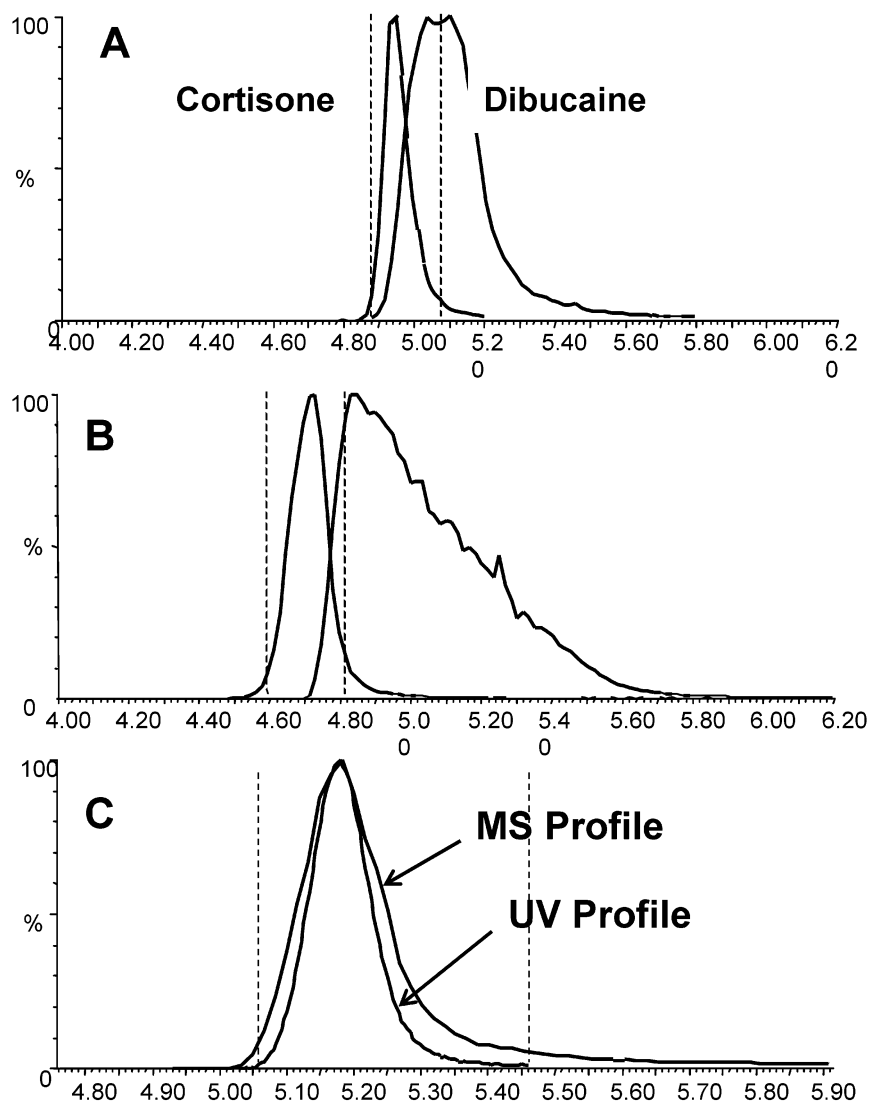 100
A
Cortisone
Dibucaine
%
0
4.00 4.20 4.40 4.60 4.80 5.00 5.2 5.40 5.60 5.80 6.00 6.2
0 0
100
B
%
0
4.00 4.20 4.40 4.60 4.80 5.0 5.20 5.4 5.60 5.80 6.00 6.20
0 0
100
C
MS Profile
UV Profile
%
0
4.80 4.90 5.00 5.10 5.20 5.30 5.40 5.50 5.60 5.70 5.80 5.90